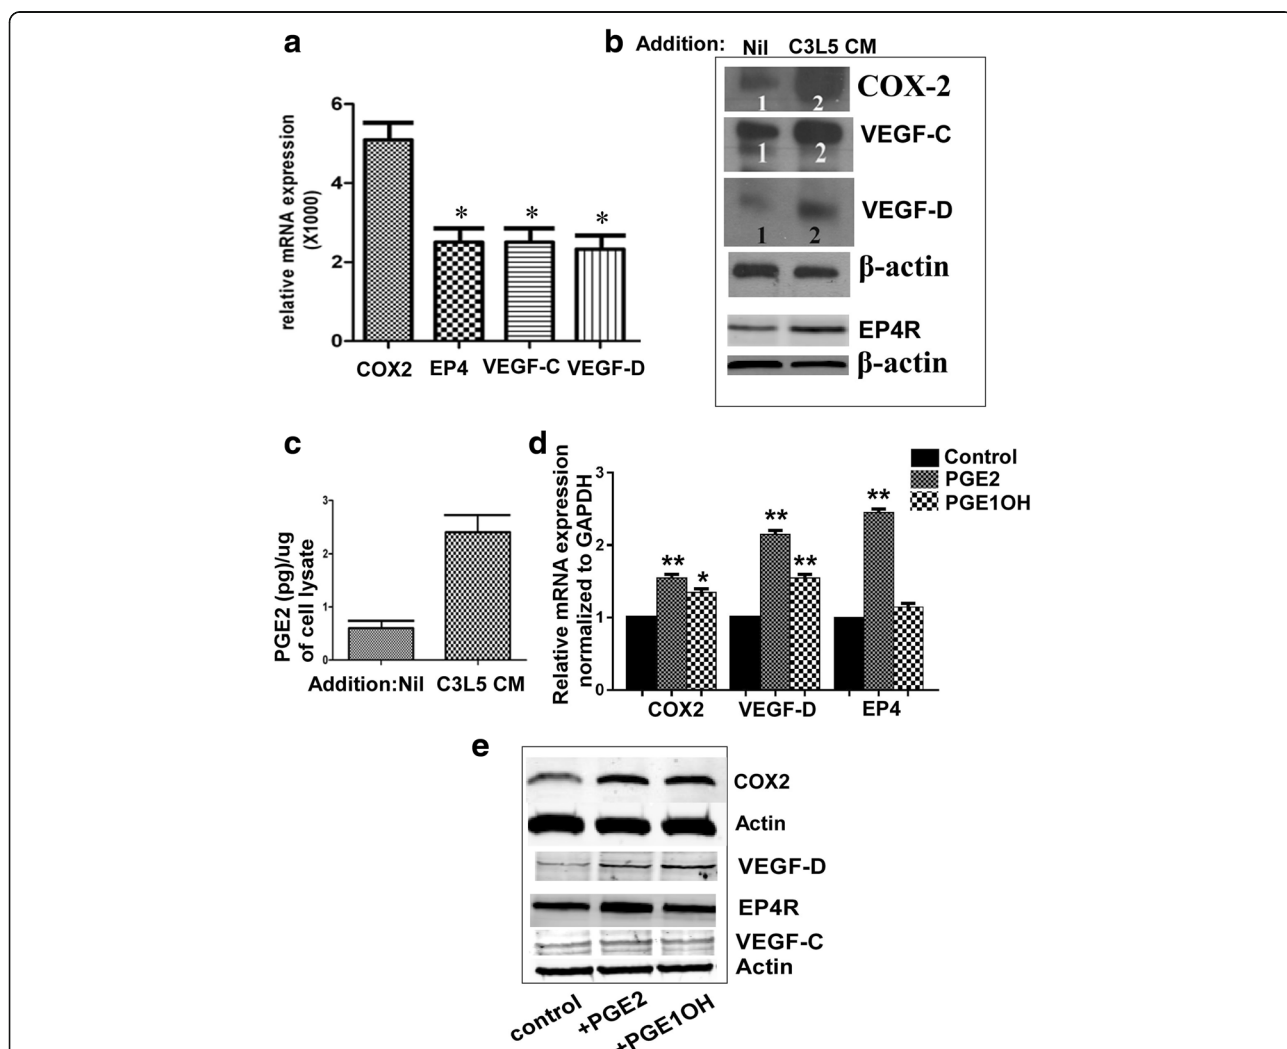 a
relative mRNA expression
(X1000)
6
4
2
0
*
*
*
COX2
EP4
VEGF-C
VEGF-D
b
Addition:
Nil
C3L5 CM
1
2
COX-2
1
2
VEGF-C
1
2
VEGF-D
β-actin
EP4R
β-actin
c
PGE2 (pg)/ug
of cell lysate
3
2
1
0
Addition:Nil
C3L5 CM
d
Relative mRNA expression
normalized to GAPDH
3
2
1
0
**
*
**
**
**
COX2
VEGF-D
EP4
Control
PGE2
PGE1OH
e
COX2
Actin
VEGF-D
EP4R
VEGF-C
Actin
control
+PGE2
+PGE1OH